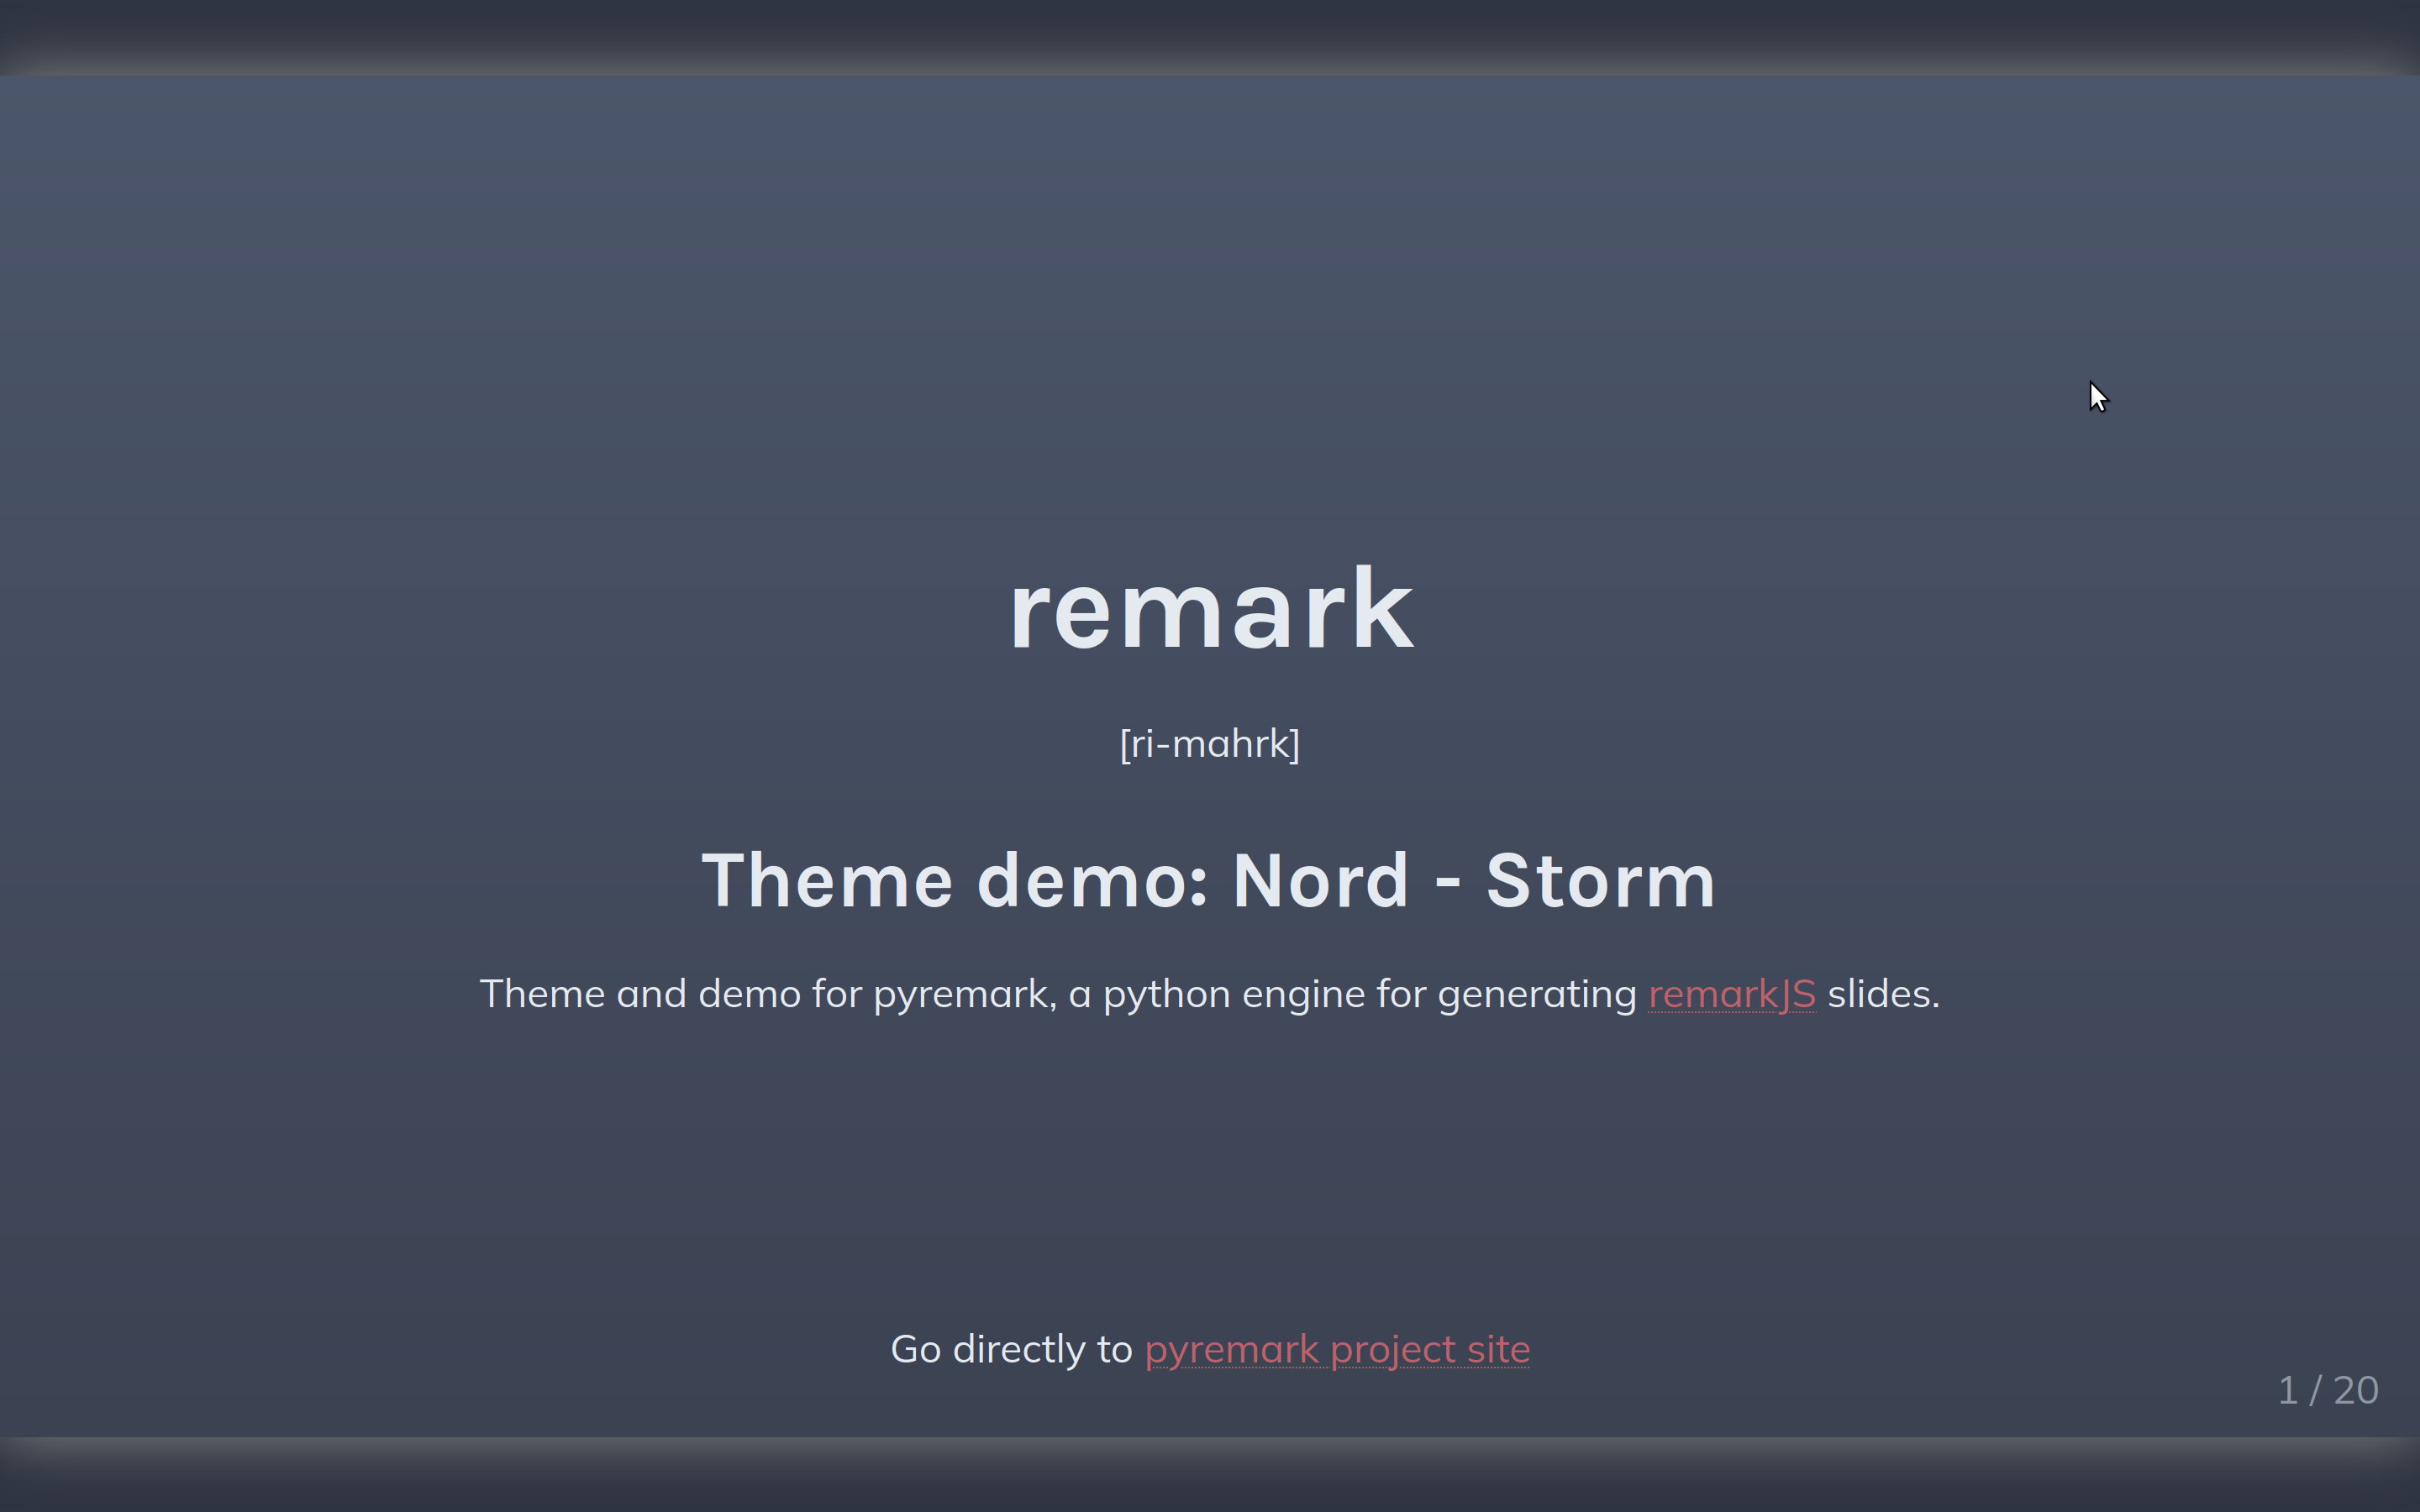 remark
[ri-mahrk]
Theme demo: Nord - Storm
Theme and demo for pyremark, a python engine for generating remarkJS slides.
Go directly to pyremark project site
1 / 20